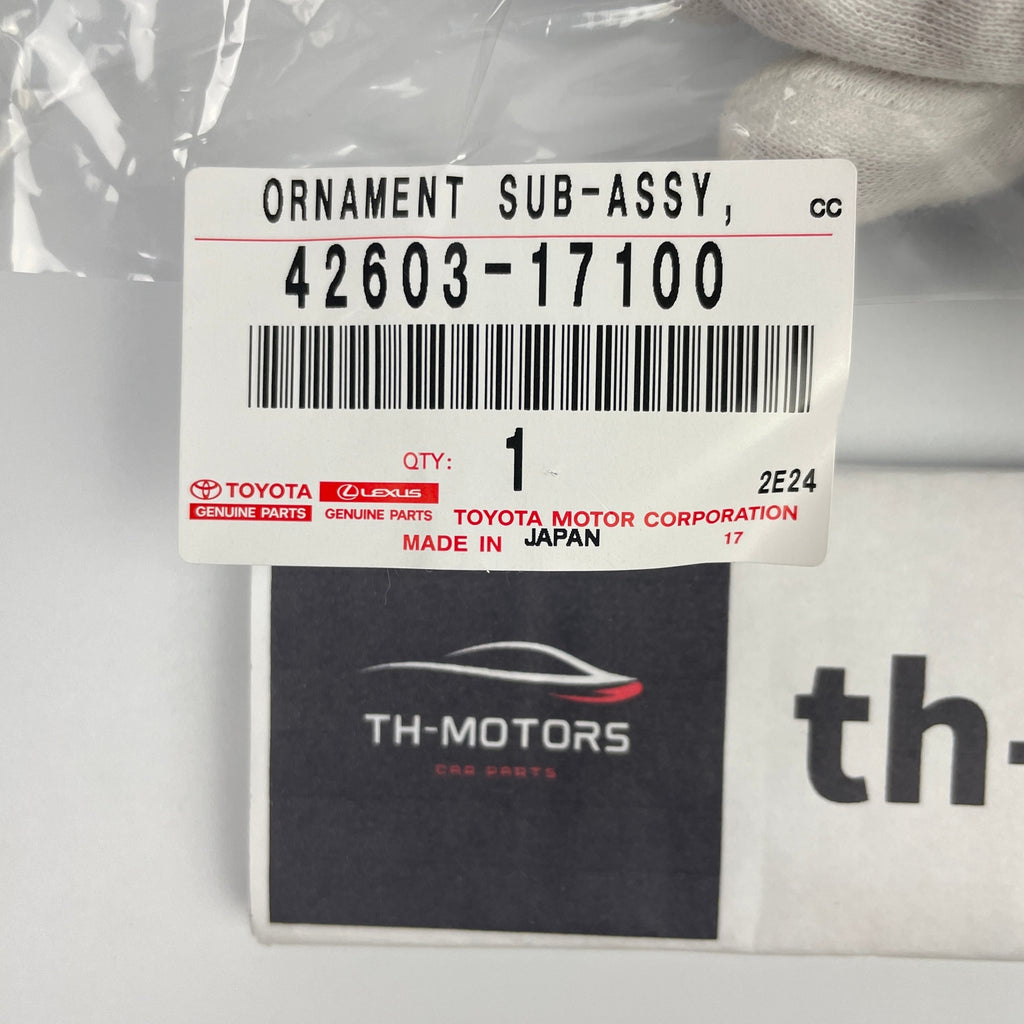 ORNAMENT SUB-ASSY,
CC
42603-17100
QTY: 1
2E24
TOYOTA
GENUINE PARTS
LEXUS
GENUINE PARTS
TOYOTA MOTOR CORPORATION
MADE IN JAPAN
17
TH-MOTORS
CAR PARTS
th-